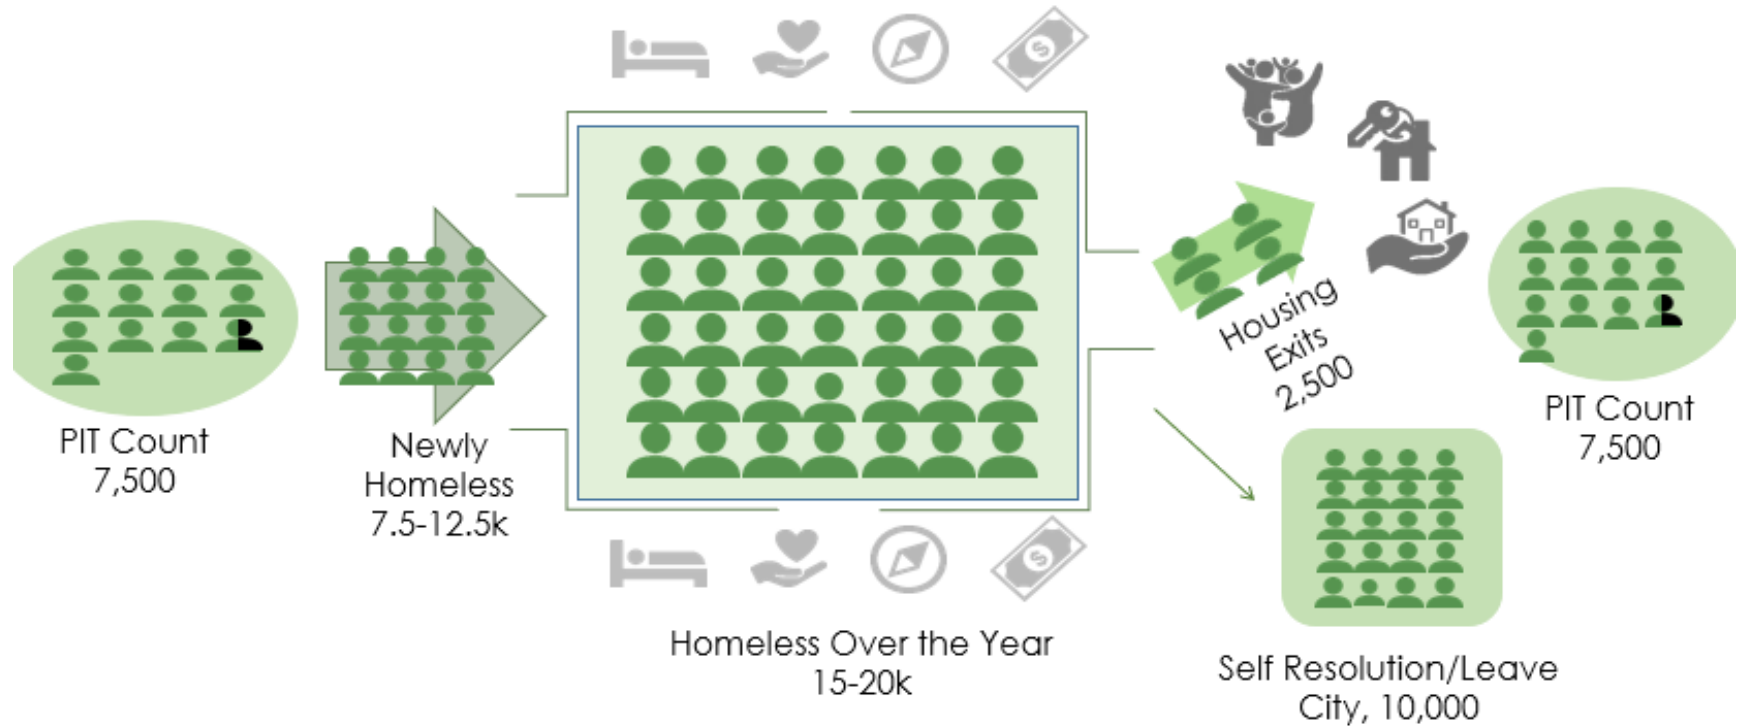 PIT Count
7,500
Newly
Homeless
7.5-12.5k
$
$
Homeless Over the Year
15-20k
Housing
Exits
2,500
Self Resolution/Leave
City, 10,000
PIT Count
7,500